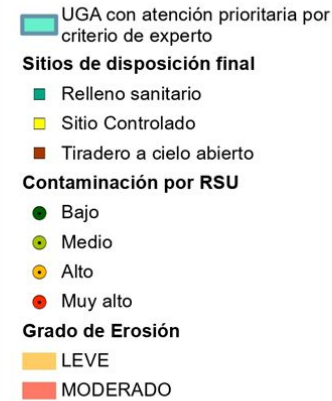 UGA con atención prioritaria por
criterio de experto
Sitios de disposición final
Relleno sanitario
Sitio Controlado
Tiradero a cielo abierto
Contaminación por RSU
Bajo
Medio
Alto
Muy alto
Grado de Erosión
LEVE
MODERADO